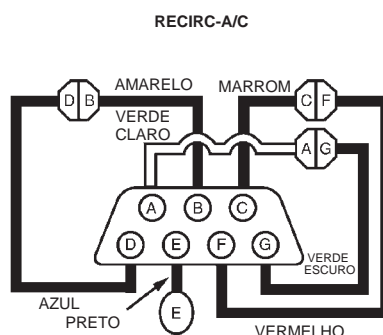 RECIRC-A/C
AMARELO
MARROM
D B
C F
VERDE
CLARO
A G
A B C
D E F G
VERDE
ESCURO
AZUL
PRETO
E
VERMELHO